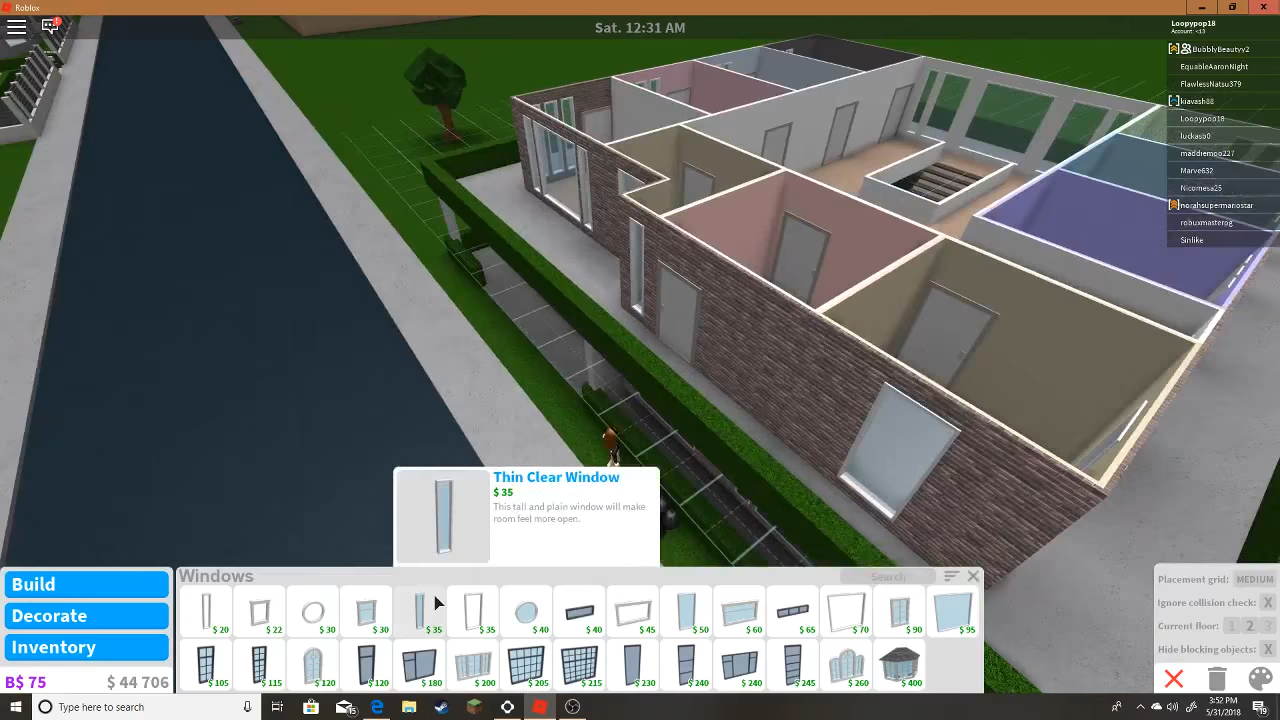 Roblox
Sat. 12:31 AM
Loopypop18
Account: <13
BubblyBeautyv2
EquableAaronNight
FlawlessNatsu379
kiavash88
Loopypop18
luckasb0
maddiemoo227
Marve632
Nicomesa25
norahsupermariostar
robuxmasterog
Sinlike
Thin Clear Window
$ 35
This tall and plain window will make
room feel more open.
Build
Decorate
Inventory
B$ 75
$ 44 706
Windows
Search
$ 20
$ 22
$ 30
$ 30
$ 35
$ 35
$ 40
$ 40
$ 45
$ 50
$ 60
$ 65
$ 70
$ 90
$ 95
$ 105
$ 115
$ 120
$ 120
$ 180
$ 200
$ 205
$ 215
$ 230
$ 240
$ 240
$ 245
$ 260
$ 400
Placement grid: MEDIUM
Ignore collision check: X
Current floor: 1 2 3
Hide blocking objects: X
Type here to search
3:52 PM
5/31/2018